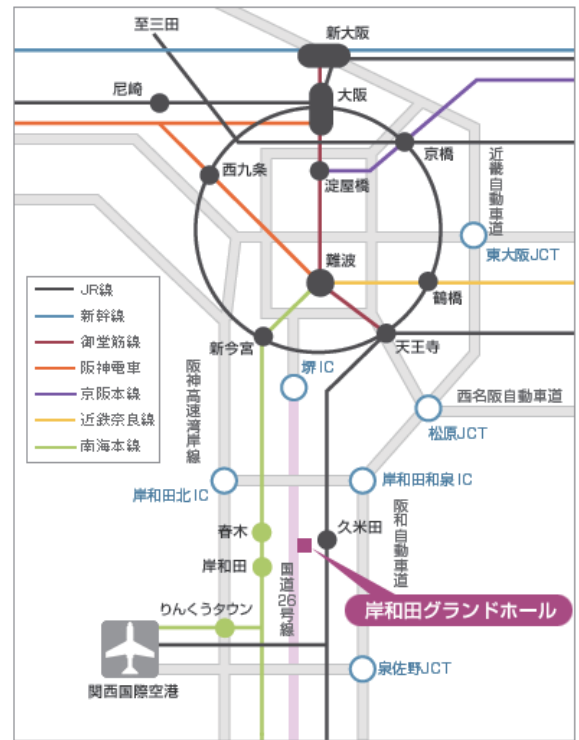 至三田
新大阪
尼崎
大阪
京橋
近畿自動車道
西九条
淀屋橋
東大阪JCT
難波
鶴橋
JR線
新幹線
御堂筋線
阪神電車
京阪本線
近鉄奈良線
南海本線
新今宮
天王寺
阪神高速湾岸線
堺IC
西名阪自動車道
松原JCT
岸和田北IC
岸和田和泉IC
阪和自動車道
春木
久米田
岸和田
国道26号線
りんくうタウン
岸和田グランドホール
関西国際空港
泉佐野JCT